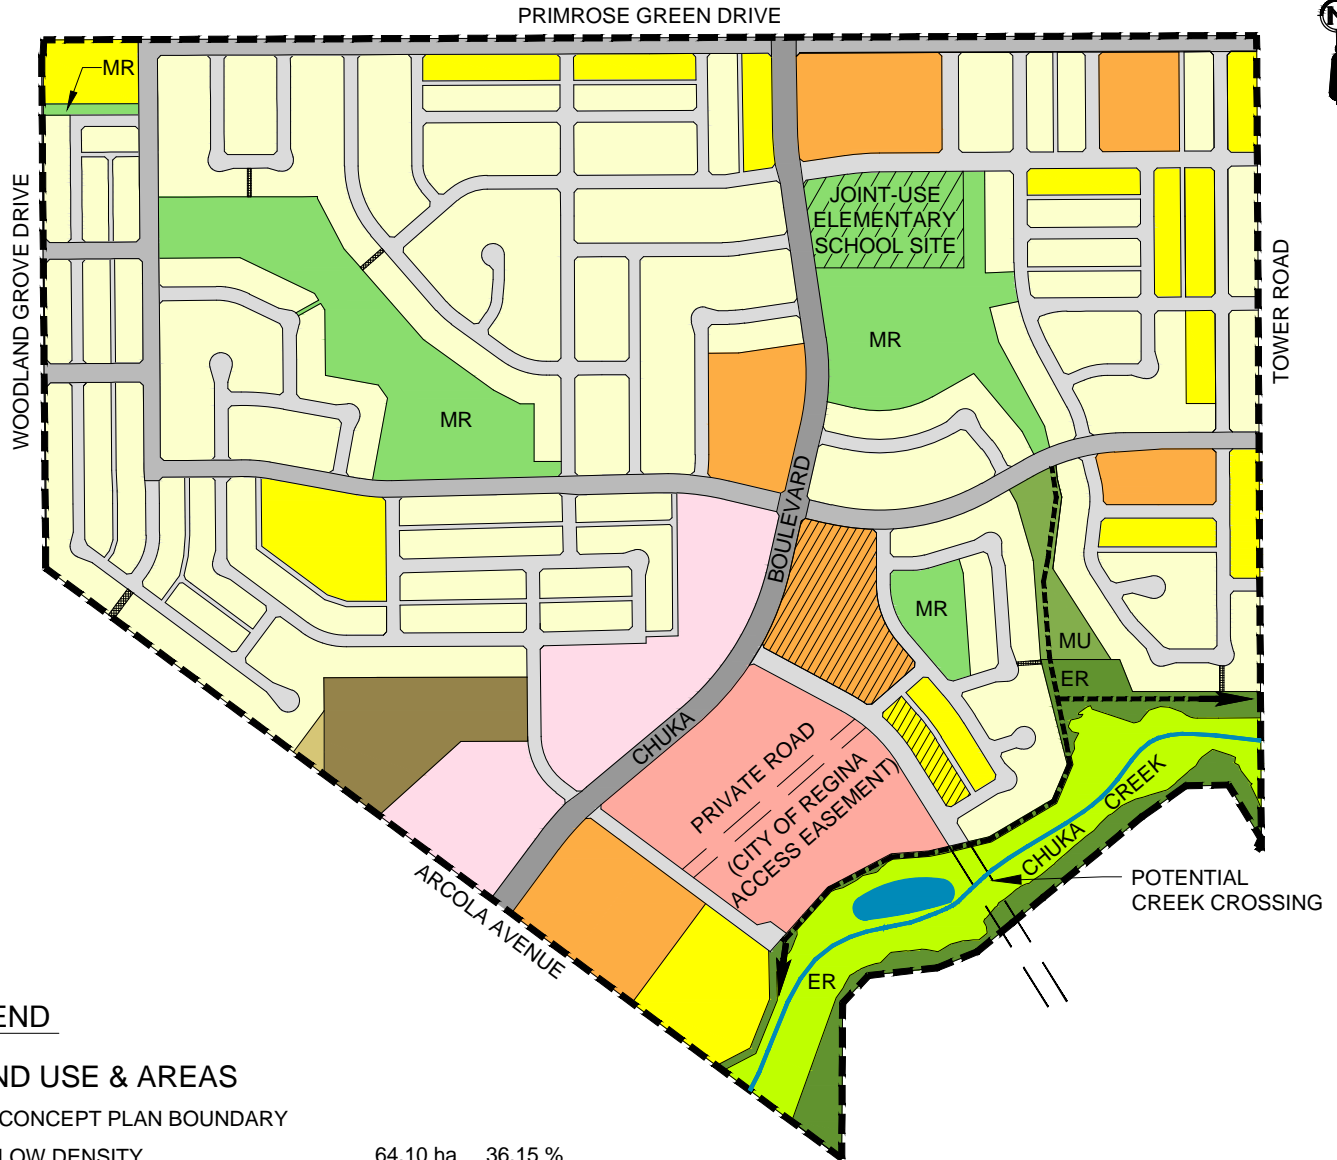 PRIMROSE GREEN DRIVE
N
MR
WOODLAND GROVE DRIVE
JOINT-USE
ELEMENTARY
SCHOOL SITE
TOWER ROAD
MR
MR
BOULEVARD
MR
MU
ER
CHUKA
PRIVATE ROAD
(CITY OF REGINA
ACCESS EASEMENT)
CHUKA CREEK
POTENTIAL
CREEK CROSSING
ARCOLA AVENUE
ER
END
ND USE & AREAS
CONCEPT PLAN BOUNDARY
LOW DENSITY 64.10 ha 36.15 %